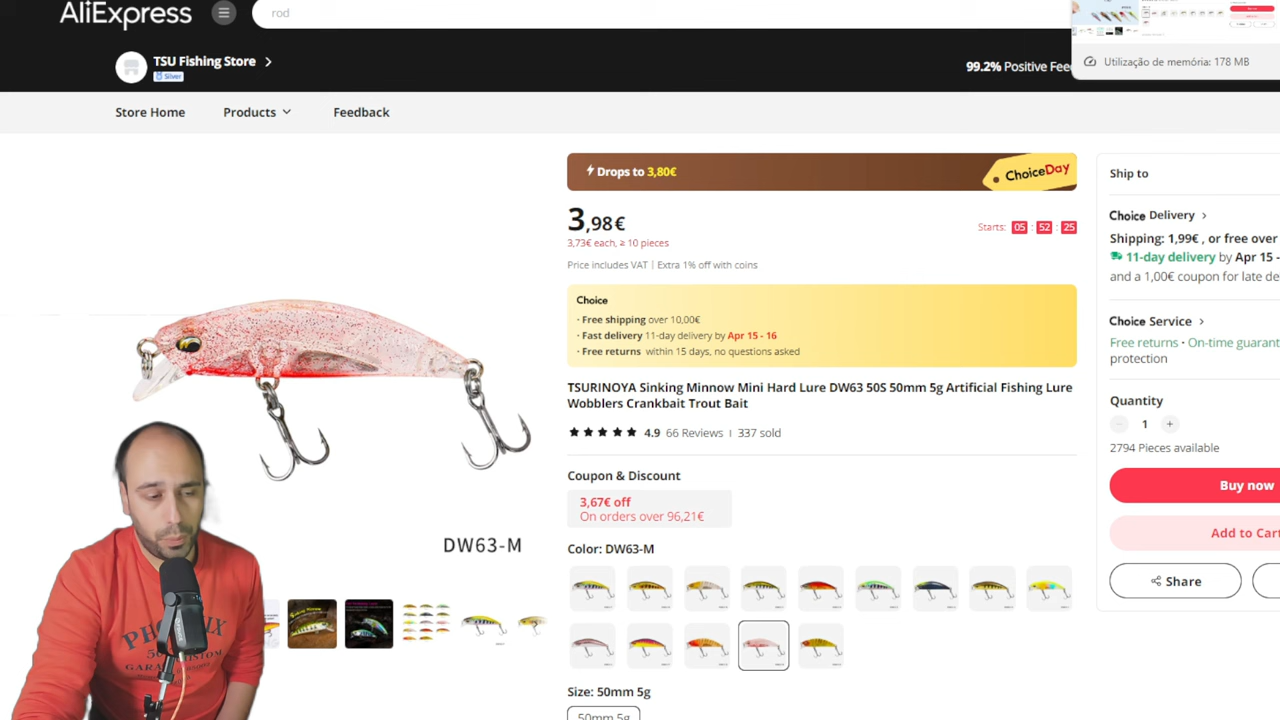 AliExpress
rod
Utilização de memória: 178 MB
TSU Fishing Store
Silver
99.2% Positive Fee
Store Home
Products
Feedback
Drops to 3,80€
ChoiceDay
3,98€
Starts: 05 : 52 : 25
3,73€ each, ≥ 10 pieces
Price includes VAT | Extra 1% off with coins
Choice
· Free shipping over 10,00€
· Fast delivery 11-day delivery by Apr 15 - 16
· Free returns within 15 days, no questions asked
TSURINOYA Sinking Minnow Mini Hard Lure DW63 50S 50mm 5g Artificial Fishing Lure
Wobblers Crankbait Trout Bait
4.9 66 Reviews | 337 sold
Coupon & Discount
3,67€ off
On orders over 96,21€
Color: DW63-M
Size: 50mm 5g
50mm 5g
DW63-M
Ship to
Choice Delivery
Shipping: 1,99€ , or free over
11-day delivery by Apr 15 -
and a 1,00€ coupon for late de
Choice Service
Free returns · On-time guarant
protection
Quantity
1
2794 Pieces available
Buy now
Add to Cart
Share